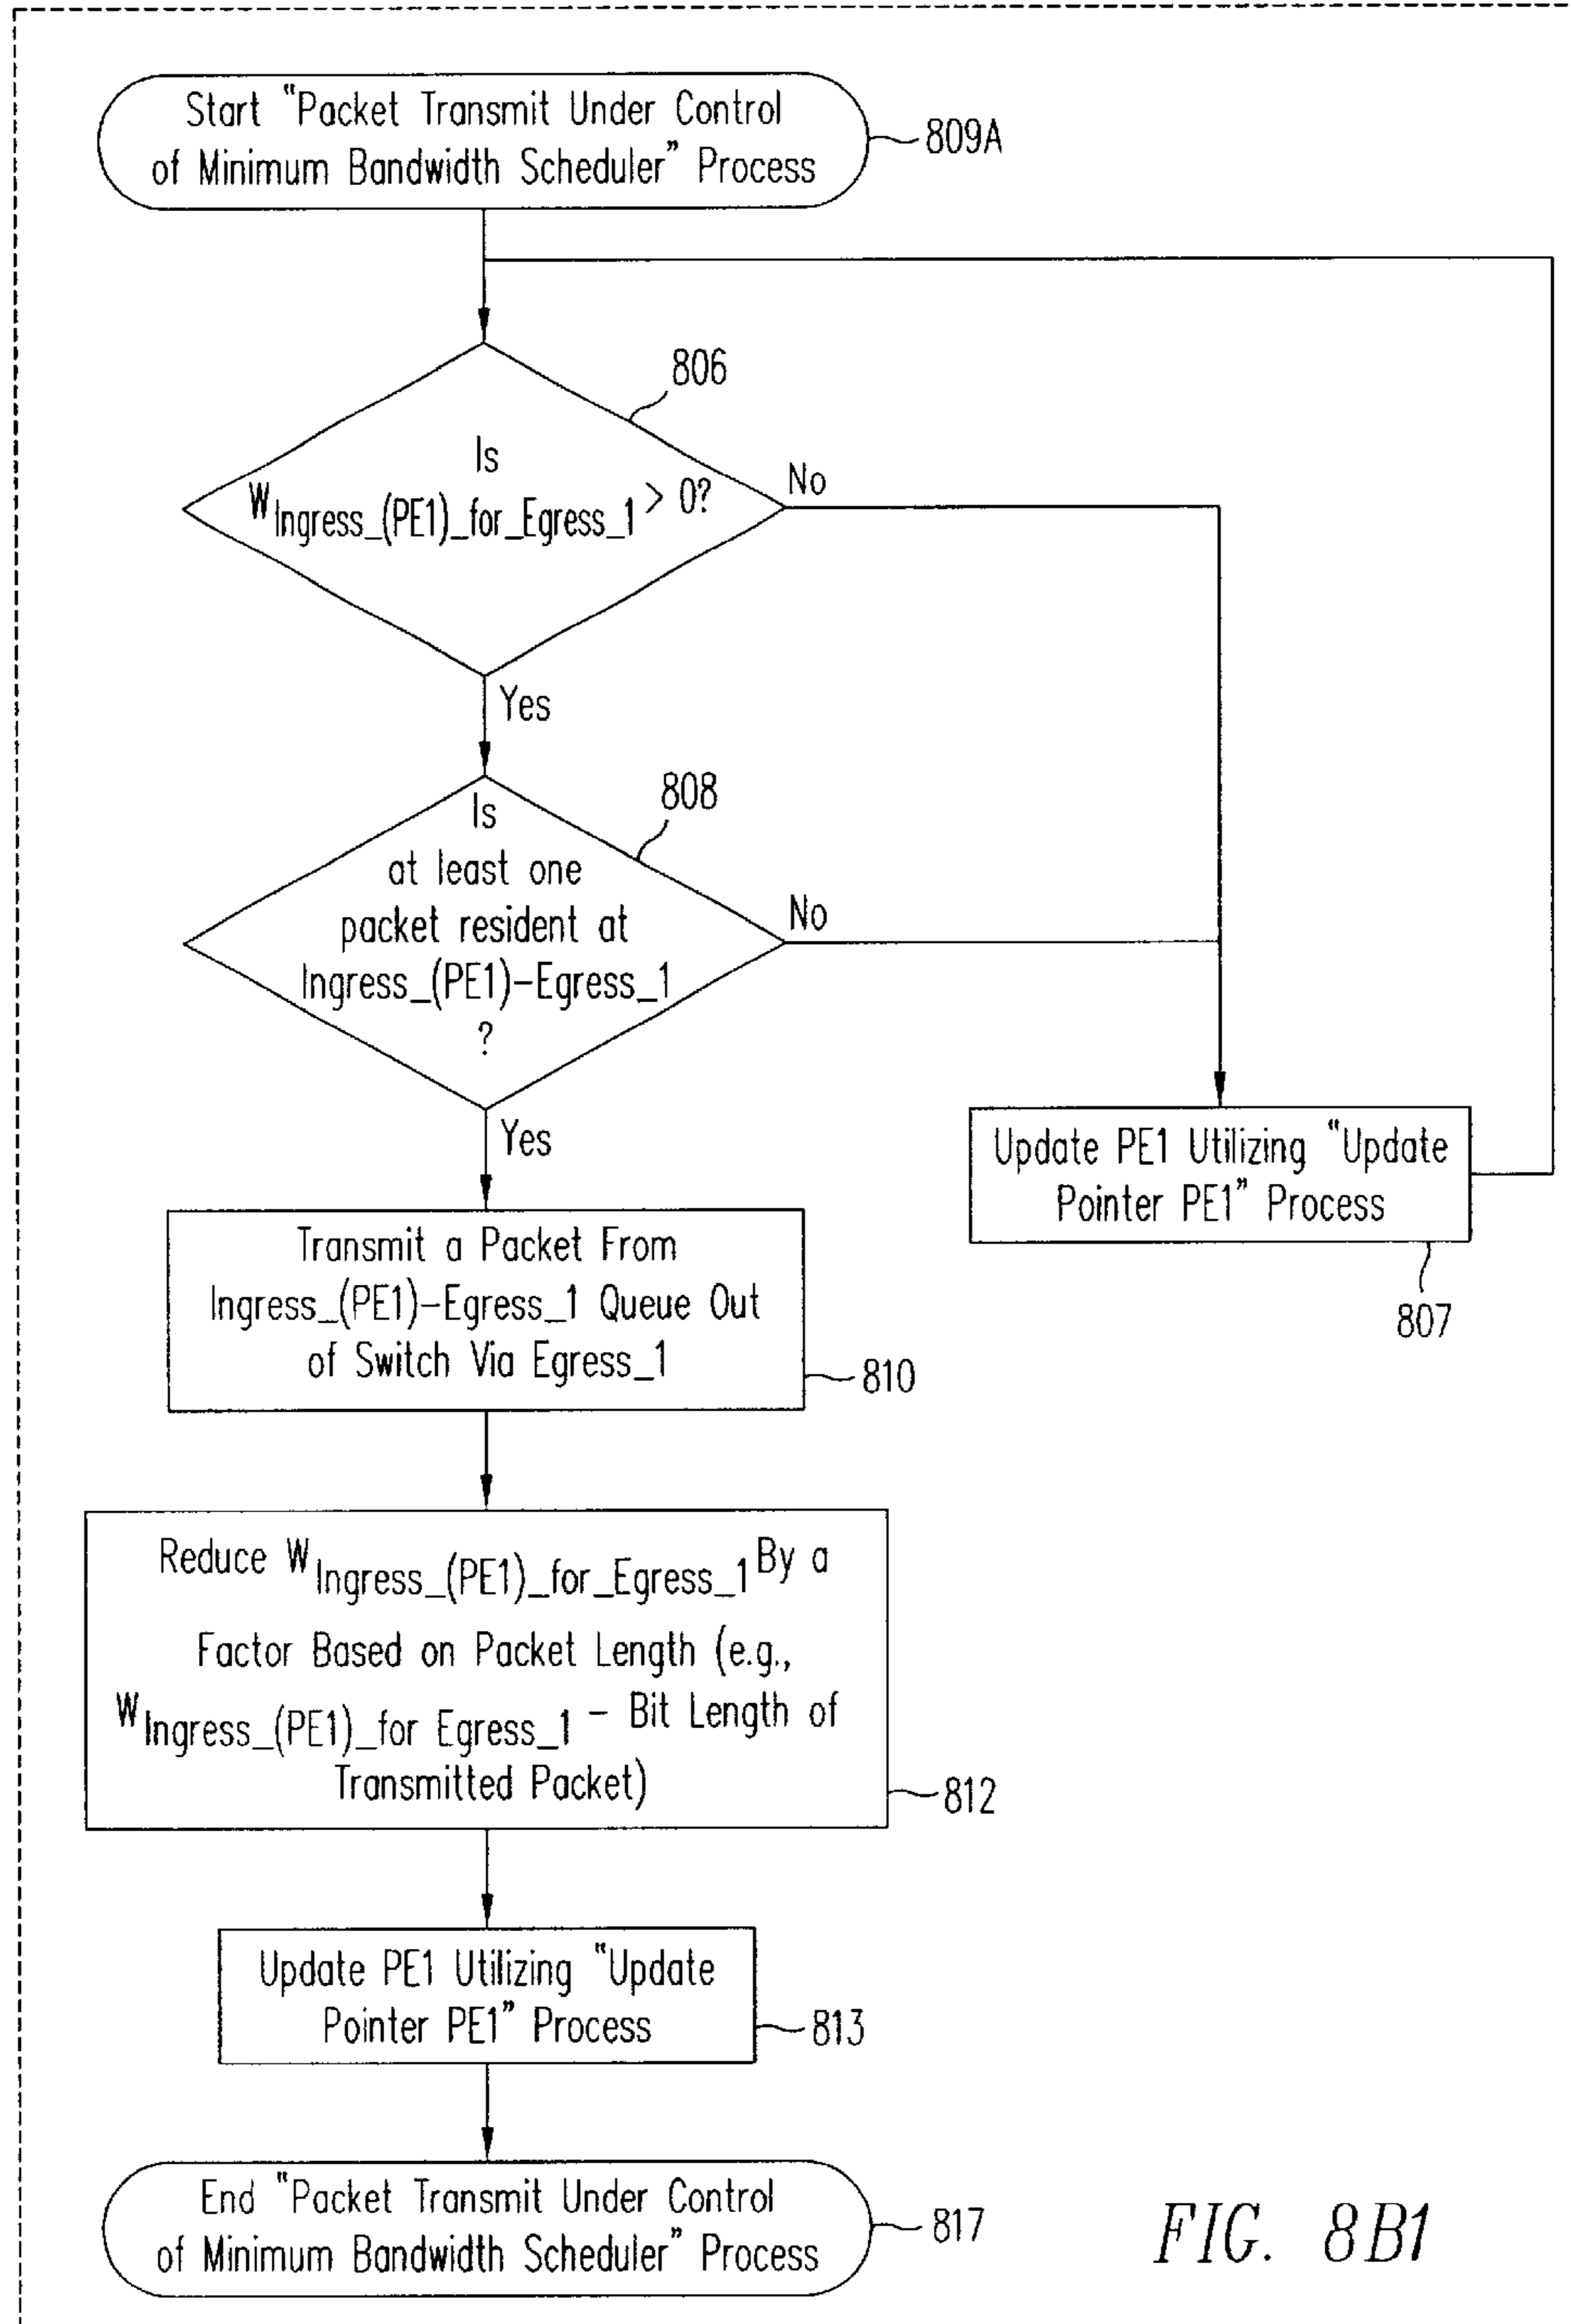 Start "Packet Transmit Under Control
of Minimum Bandwidth Scheduler" Process
809A
806
Is
WIngress_(PE1)_for_Egress_1 > 0?
No
Yes
808
Is
at least one
packet resident at
Ingress_(PE1)-Egress_1
?
No
Yes
Update PE1 Utilizing "Update
Pointer PE1" Process
807
Transmit a Packet From
Ingress_(PE1)-Egress_1 Queue Out
of Switch Via Egress_1
810
Reduce WIngress_(PE1)_for_Egress_1 By a
Factor Based on Packet Length (e.g.,
WIngress_(PE1)_for Egress_1 - Bit Length of
Transmitted Packet)
812
Update PE1 Utilizing "Update
Pointer PE1" Process
813
End "Packet Transmit Under Control
of Minimum Bandwidth Scheduler" Process
817
FIG. 8B1